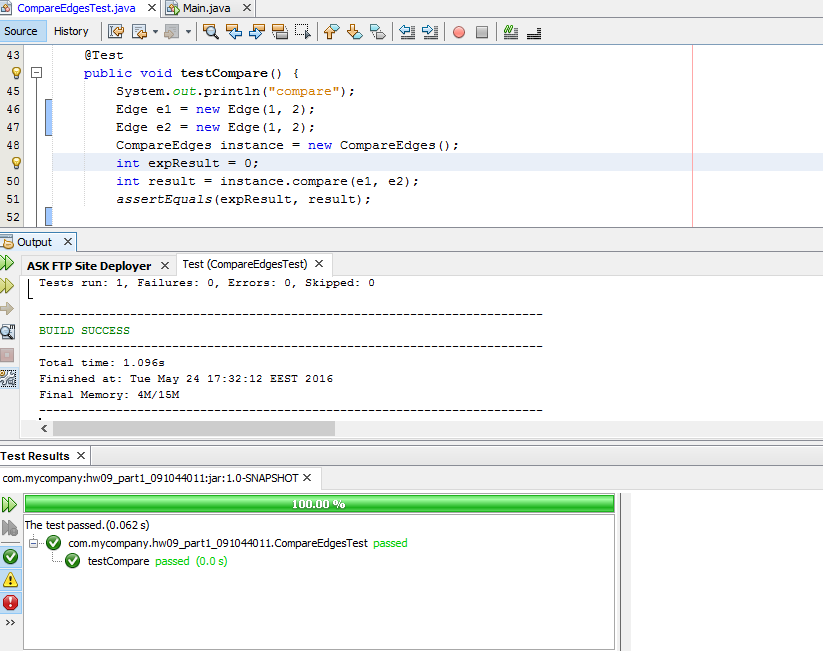 CompareEdgesTest.java Main.java
Source History
43 @Test
public void testCompare() {
45 System.out.println("compare");
46 Edge e1 = new Edge(1, 2);
47 Edge e2 = new Edge(1, 2);
48 CompareEdges instance = new CompareEdges();
int expResult = 0;
50 int result = instance.compare(e1, e2);
51 assertEquals(expResult, result);
52
Output
ASK FTP Site Deployer Test (CompareEdgesTest)
Tests run: 1, Failures: 0, Errors: 0, Skipped: 0
------------------------------------------------------------------------
BUILD SUCCESS
------------------------------------------------------------------------
Total time: 1.096s
Finished at: Tue May 24 17:32:12 EEST 2016
Final Memory: 4M/15M
------------------------------------------------------------------------
Test Results
com.mycompany:hw09_part1_091044011:jar:1.0-SNAPSHOT
100.00 %
The test passed.(0.062 s)
com.mycompany.hw09_part1_091044011.CompareEdgesTest passed
testCompare passed (0.0 s)